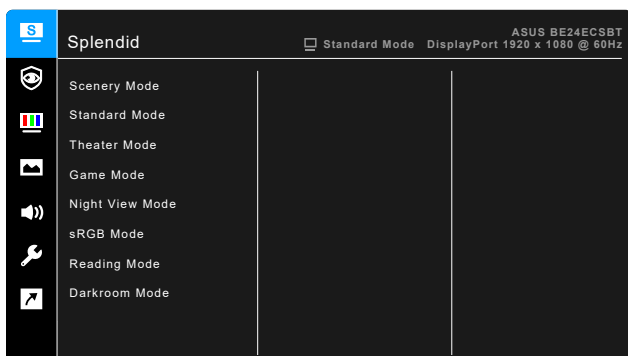 S
Splendid
Standard Mode
ASUS BE24ECSBT
DisplayPort 1920 x 1080 @ 60Hz
Scenery Mode
Standard Mode
Theater Mode
Game Mode
Night View Mode
sRGB Mode
Reading Mode
Darkroom Mode